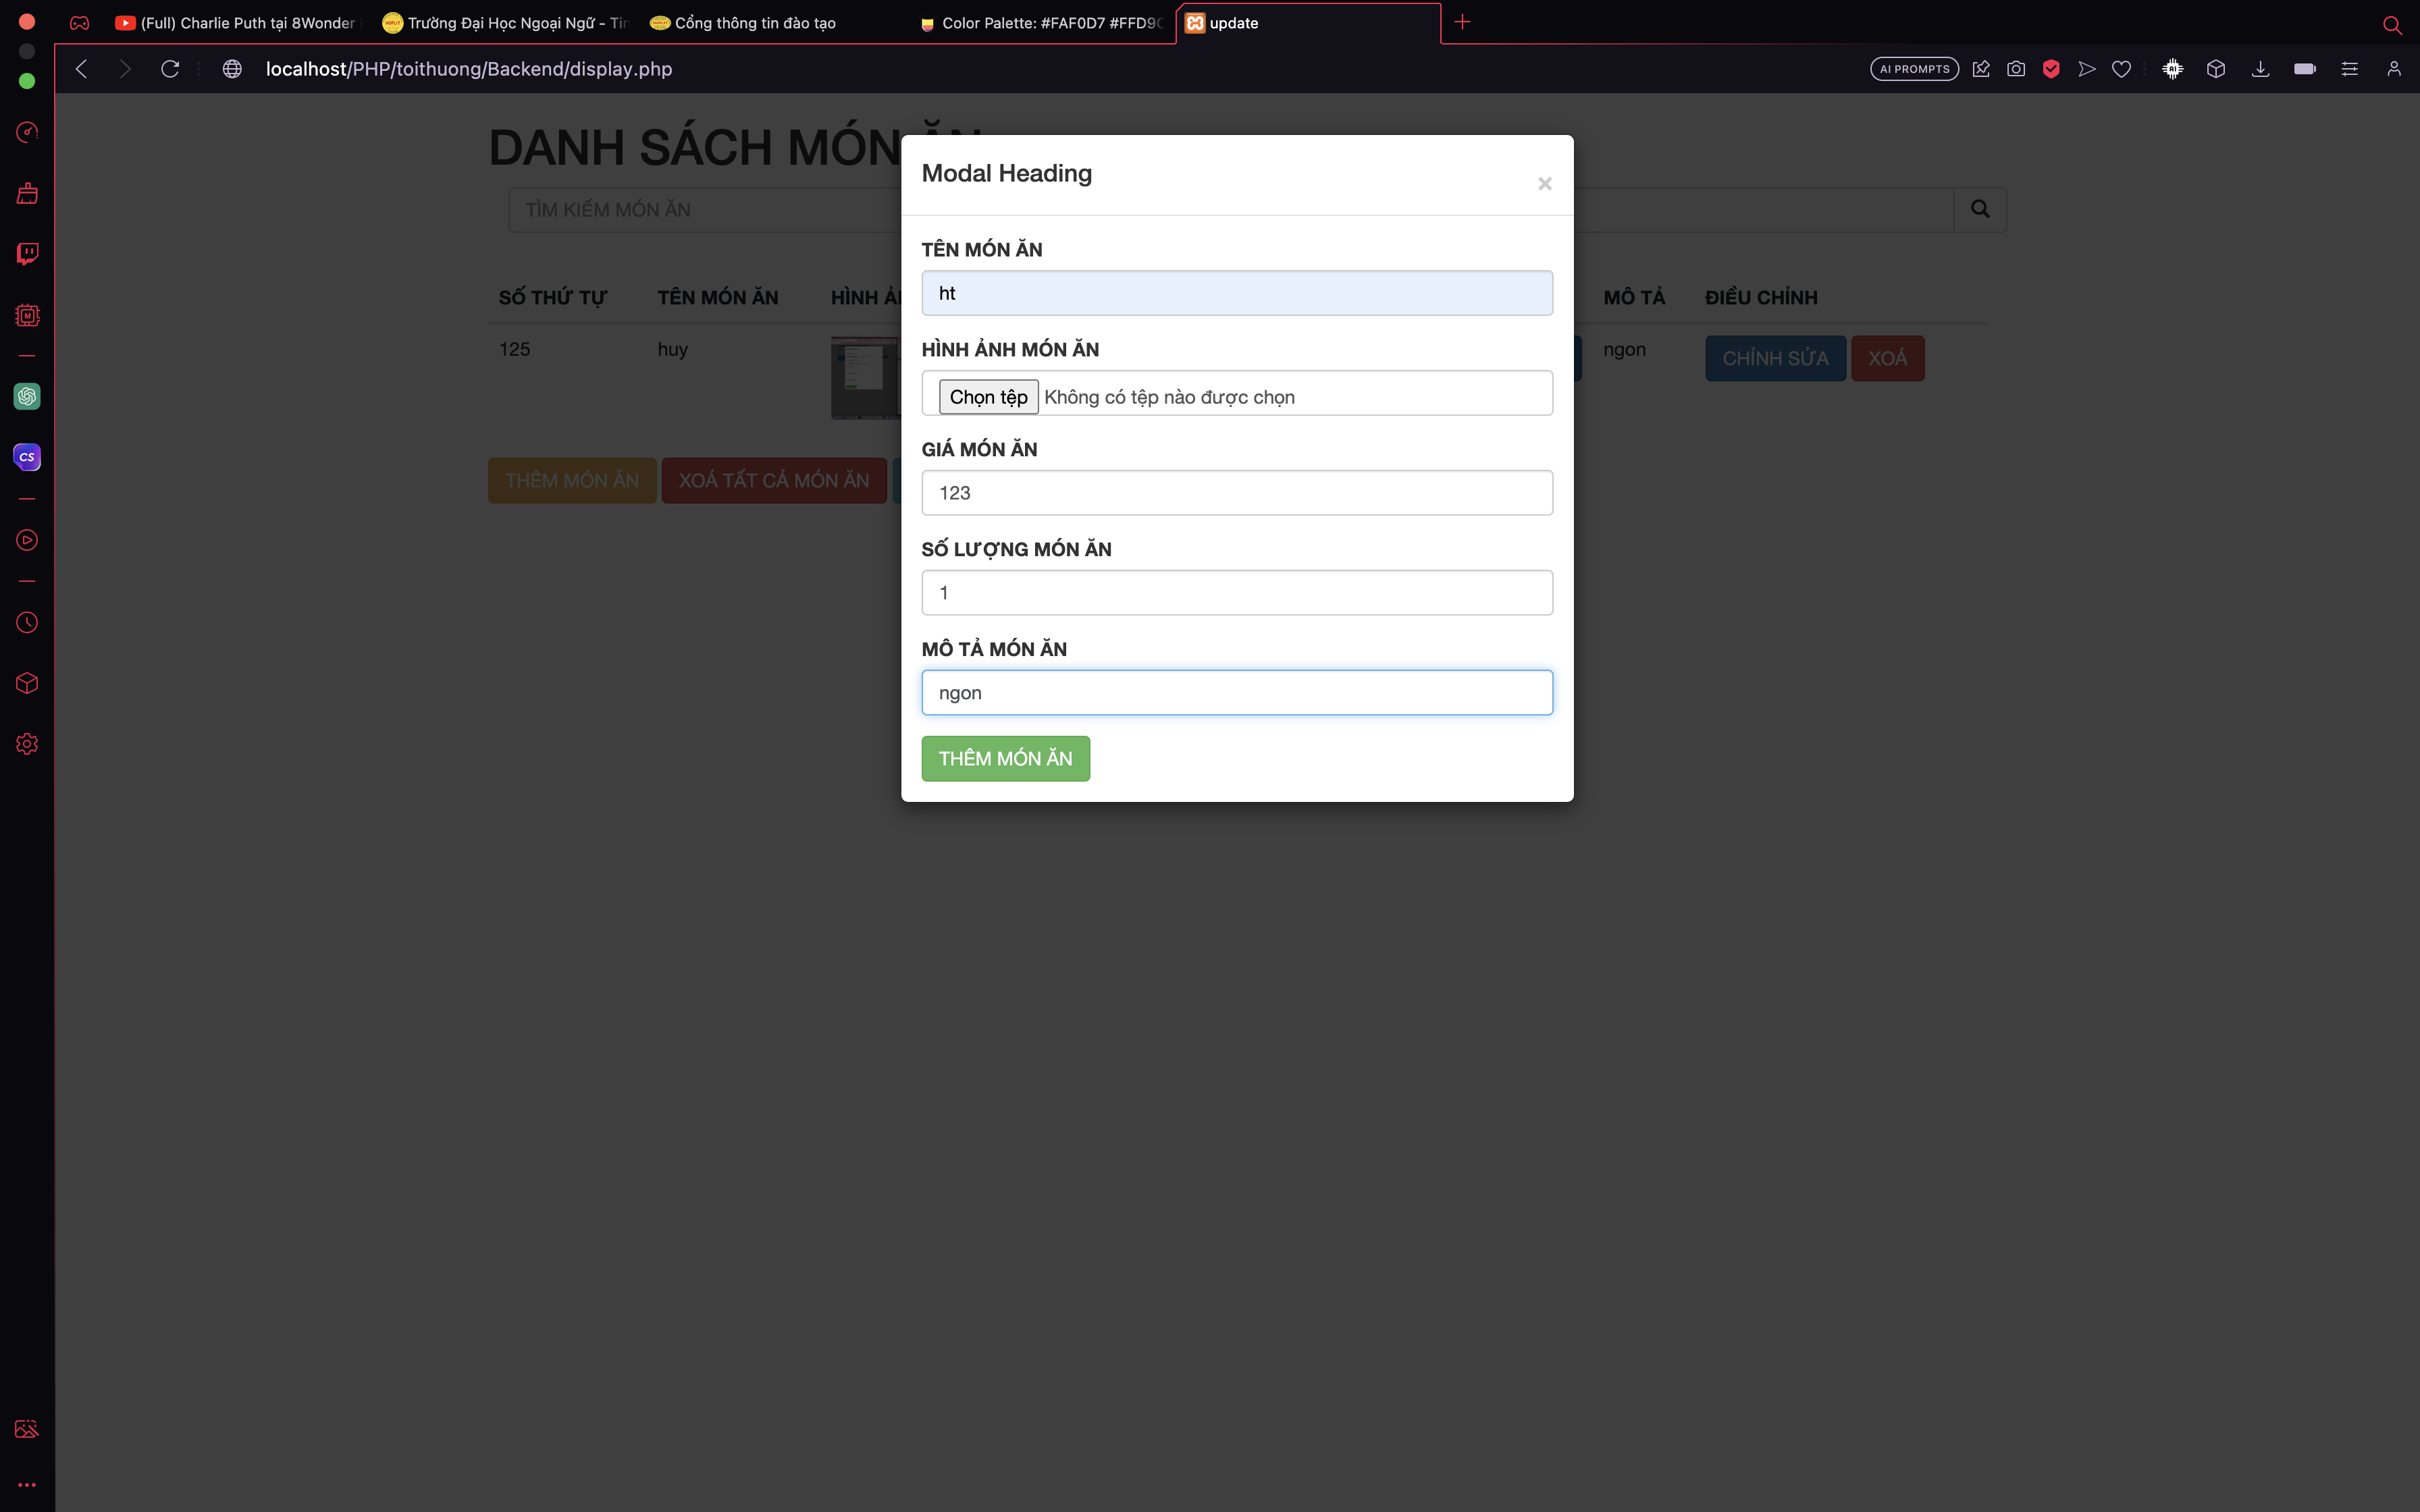 (Full) Charlie Puth tại 8Wonder
Trường Đại Học Ngoại Ngữ - Tin
Cổng thông tin đào tạo
Color Palette: #FAF0D7 #FFD9C
update
localhost/PHP/toithuong/Backend/display.php
AI PROMPTS
DANH SÁCH MÓN ĂN
Modal Heading
×
TÌM KIẾM MÓN ĂN
TÊN MÓN ĂN
ht
SỐ THỨ TỰ
TÊN MÓN ĂN
HÌNH
MÔ TẢ
ĐIỀU CHỈNH
125
huy
ngon
CHỈNH SỬA
XOÁ
HÌNH ẢNH MÓN ĂN
Chọn tệp Không có tệp nào được chọn
GIÁ MÓN ĂN
123
THÊM MÓN ĂN
XOÁ TẤT CẢ MÓN ĂN
SỐ LƯỢNG MÓN ĂN
1
MÔ TẢ MÓN ĂN
ngon
THÊM MÓN ĂN
CS